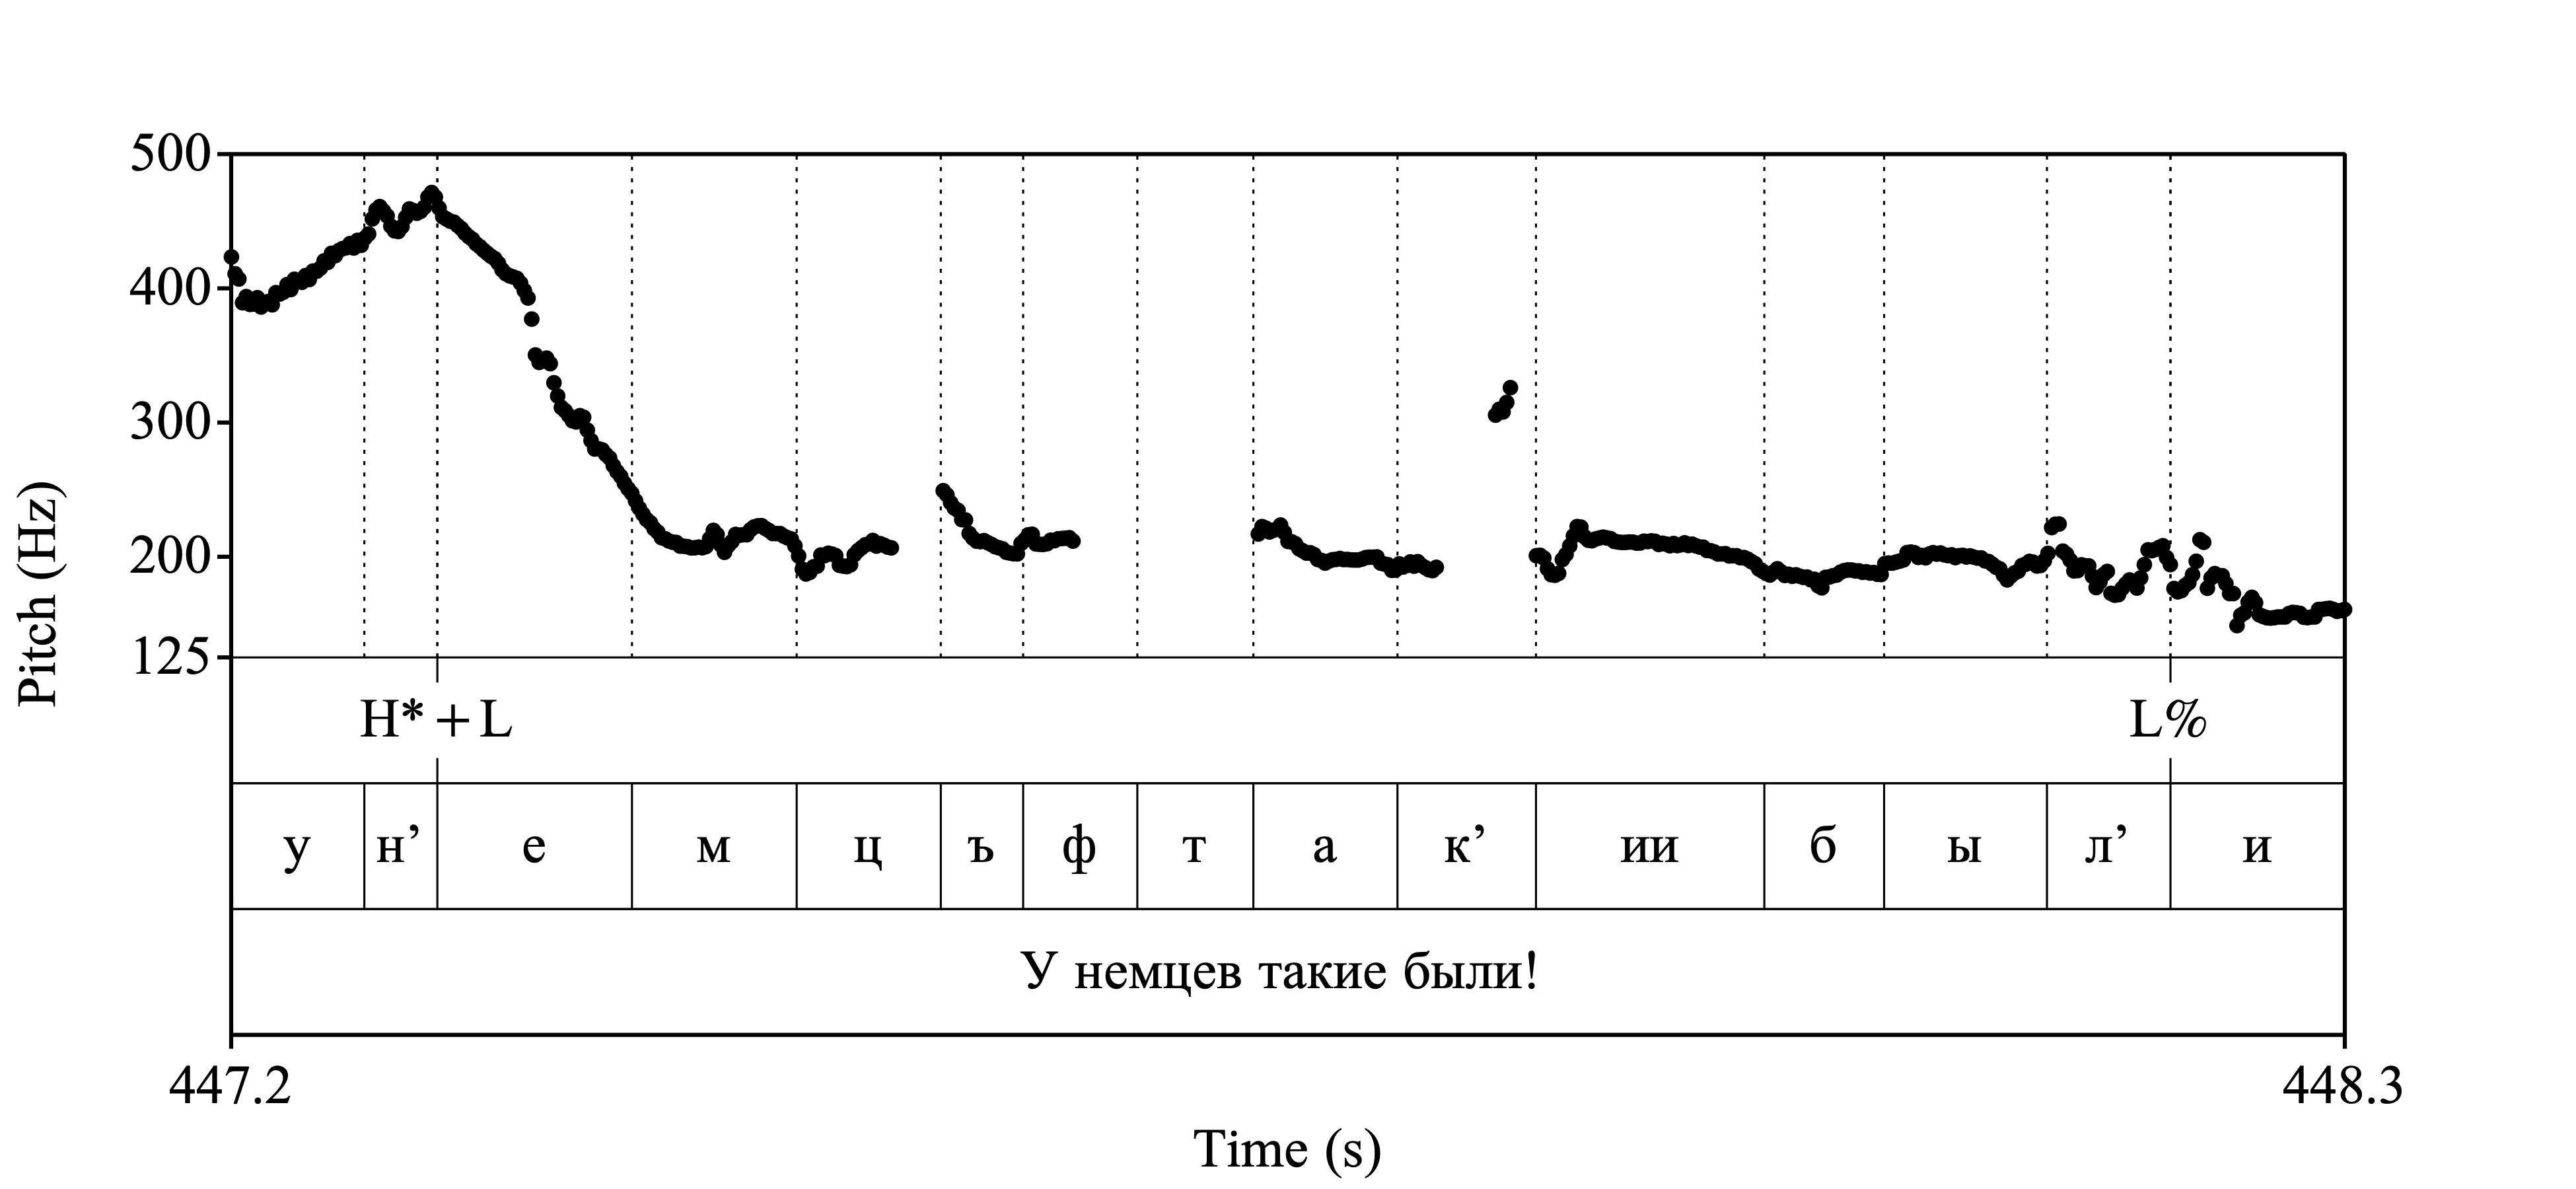 500
400
300
200
125
Pitch (Hz)
H* + L L%
у н’ е м ц ъ ф т а к’ ии б ы л’ и
У немцев такие были!
447.2 448.3
Time (s)